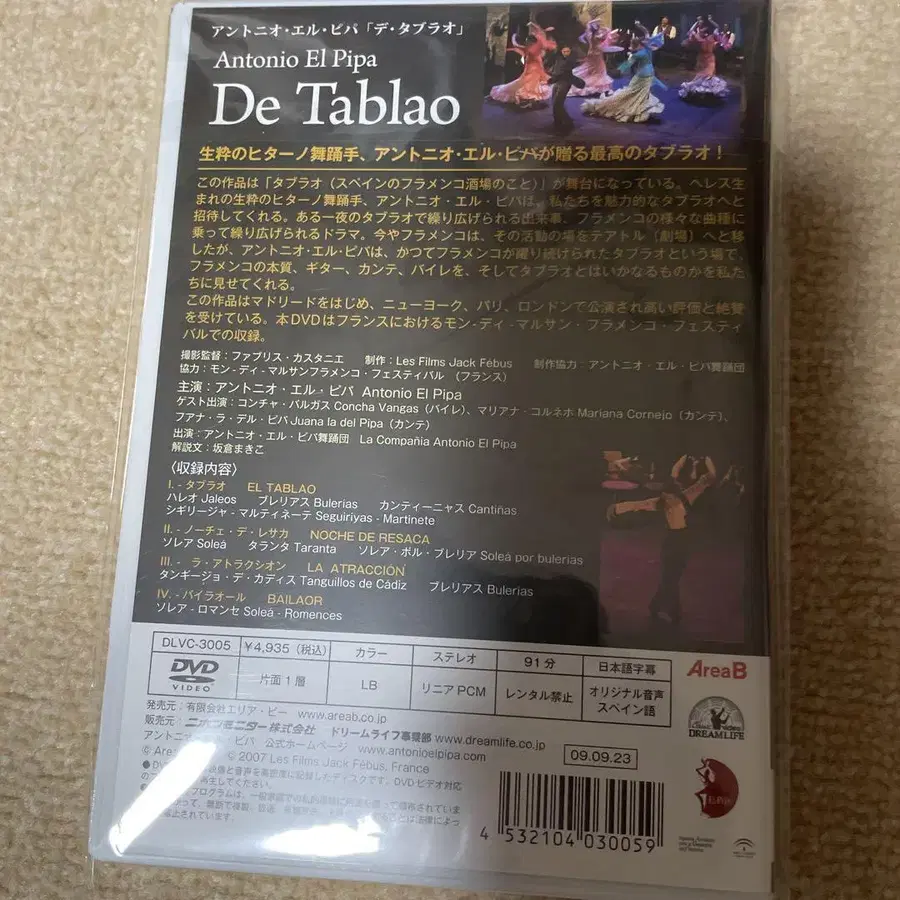 アントニオ・エル・ピパ「デ・タブラオ」
Antonio El Pipa
De Tablao
生粋のヒターノ舞踊手、アントニオ・エル・ピパが贈る最高のタブラオ！
この作品は「タブラオ（スペインのフラメンコ酒場のこと）」が舞台になっている。ヘレス生
まれの生粋のヒターノ舞踊手、アントニオ・エル・ピパは、私たちを魅力的なタブラオへと
招待してくれる。ある一夜のタブラオで繰り広げられる出来事、フラメンコの様々な曲種に
乗って繰り広げられるドラマ。今やフラメンコは、その活動の場をテアトル（劇場）へと移
したが、アントニオ・エル・ピパは、かつてフラメンコが躍り続けられたタブラオという場で、
フラメンコの本質、ギター、カンテ、バイレを、そしてタブラオとはいかなるものかを私た
ちに見せてくれる。
この作品はマドリードをはじめ、ニューヨーク、パリ、ロンドンで公演され高い評価と絶賛
を受けている。本DVDはフランスにおけるモン-ディ-マルサン・フラメンコ・フェスティ
バルでの収録。
撮影監督：ファブリス・カスタニエ 制作：Les Films Jack Fébus 制作協力：アントニオ・エル・ピパ舞踊団
協力：モン・ディ-マルサンフラメンコ・フェスティバル （フランス）
主演：アントニオ・エル・ピパ Antonio El Pipa
ゲスト出演：コンチャ・バルガス Concha Vangas（バイレ）、マリアナ・コルネホ Mariana Cornejo（カンテ）、
フアナ・ラ・デル・ピパ Juana la del Pipa（カンテ）
出演：アントニオ・エル・ピパ舞踊団 La Compañia Antonio El Pipa
解説文：坂倉まきこ
〈収録内容〉
I. - タブラオ EL TABLAO
ハレオ Jaleos ブレリアス Bulerias カンティーニャス Cantiñas
シギリージャ - マルティネーテ Seguiriyas - Martinete
II. - ノーチェ・デ・レサカ NOCHE DE RESACA
ソレア Soleá タランタ Taranta ソレア・ポル・ブレリア Soleá por bulerias
III. - ラ・アトラクシオン LA ATRACCIÓN
タンギージョ・デ・カディス Tanguillos de Cádiz ブレリアス Bulerias
IV. - バイラオール BAILAOR
ソレア - ロマンセ Soleá - Romences
DLVC-3005 ￥4,935（税込） カラー ステレオ 91分 日本語字幕 AreaB
DVD VIDEO 片面1層 LB リニアPCM レンタル禁止 オリジナル音声 スペイン語
DREAMLIFE
発売元：有限会社エリア・ビー www.areab.co.jp
販売元： ニホンモニター株式会社 ドリームライフ事業部 www.dreamlife.co.jp
アントニ ピパ 公式ホームページ www.antonioelpipa.com
© 2007 Les Films Jack Fébus, France
09.09.23
4 532104 030059